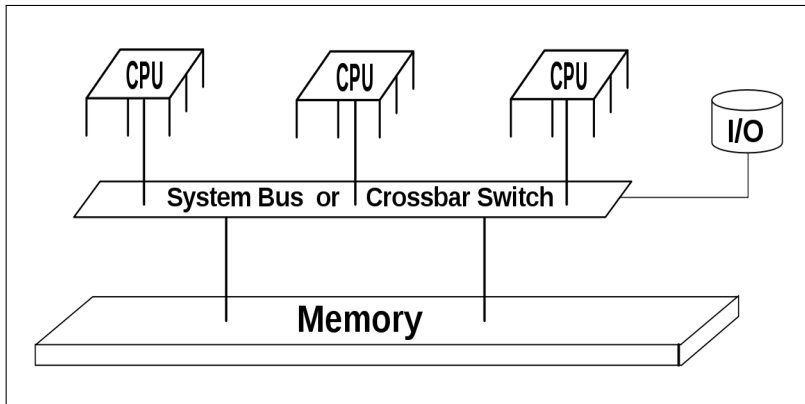 CPU
CPU
CPU
I/O
System Bus or Crossbar Switch
Memory